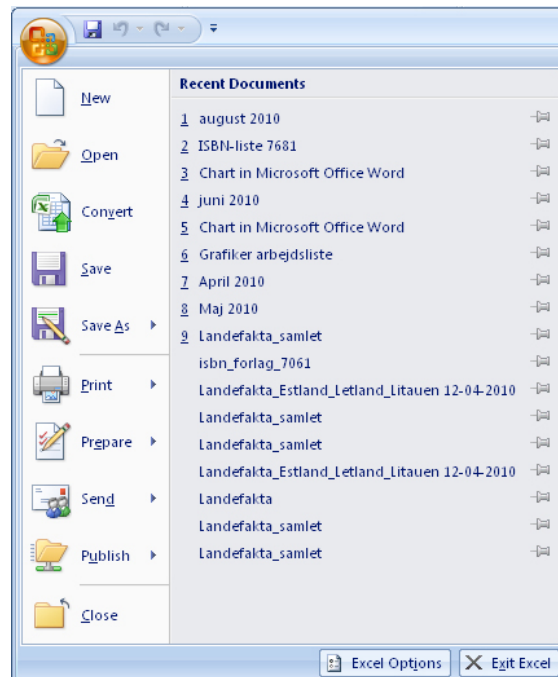 New
Open
Convert
Save
Save As
Print
Prepare
Send
Publish
Close
Recent Documents
1 august 2010
2 ISBN-liste 7681
3 Chart in Microsoft Office Word
4 juni 2010
5 Chart in Microsoft Office Word
6 Grafiker arbejdsliste
7 April 2010
8 Maj 2010
9 Landefakta_samlet
isbn_forlag_7061
Landefakta_Estland_Letland_Litauen 12-04-2010
Landefakta_samlet
Landefakta_samlet
Landefakta_Estland_Letland_Litauen 12-04-2010
Landefakta
Landefakta_samlet
Landefakta_samlet
Excel Options
Exit Excel